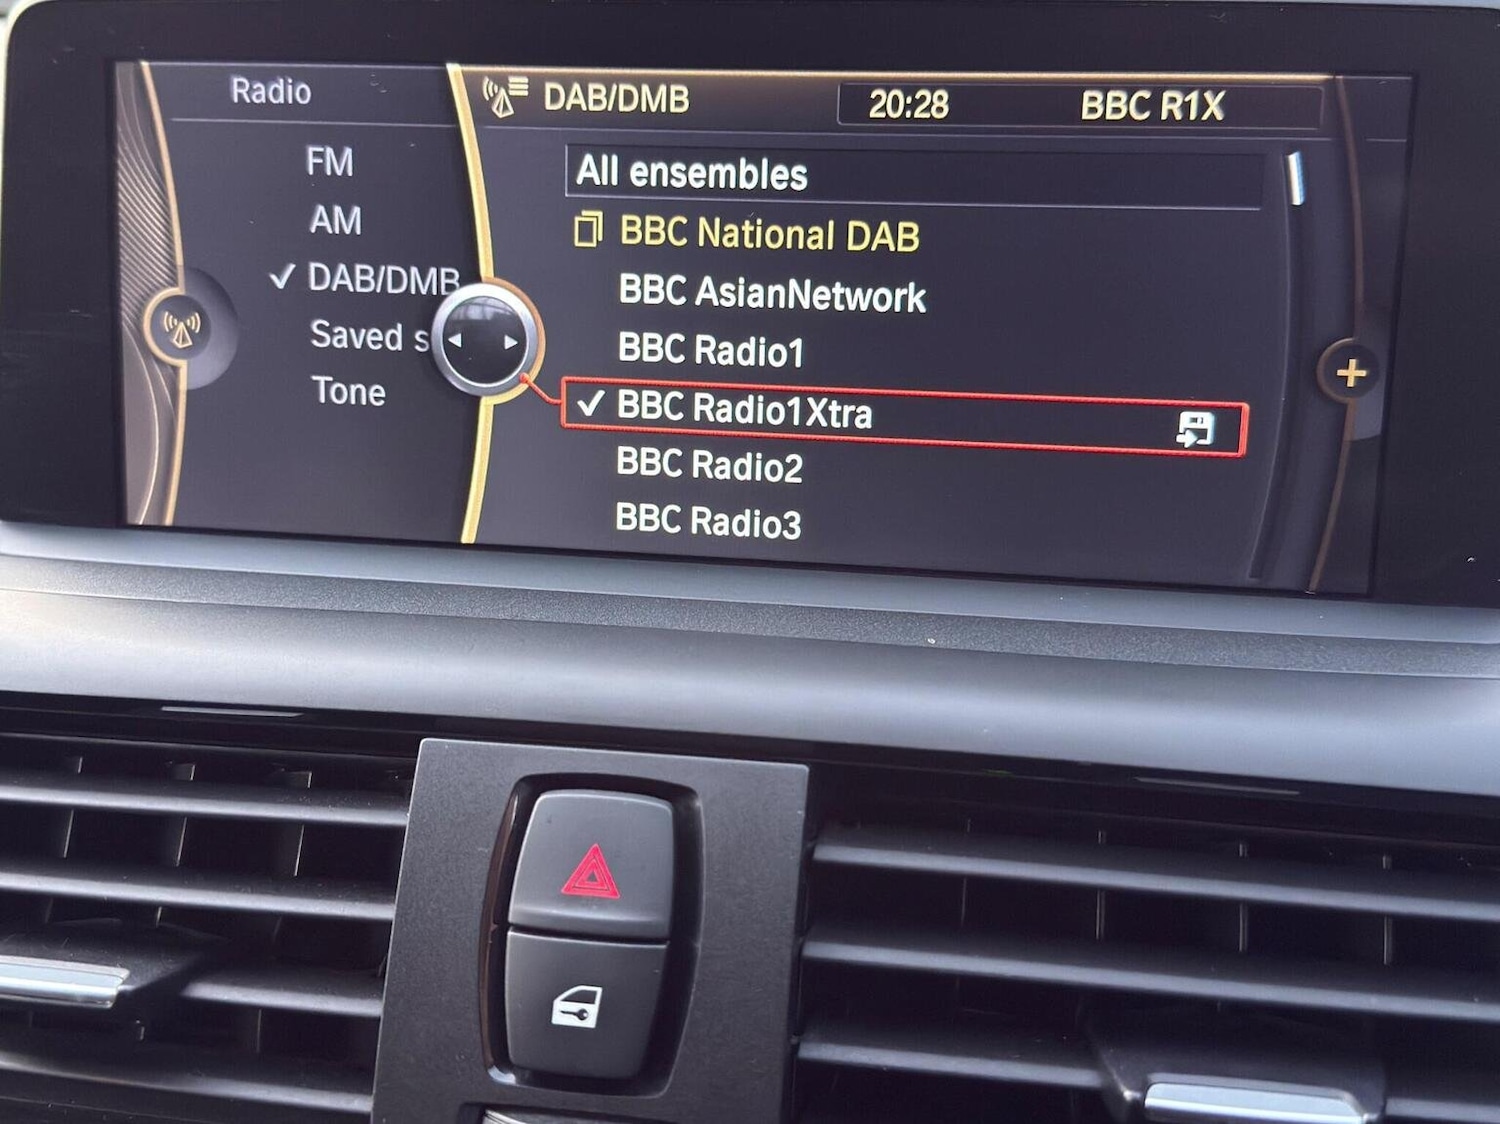 Radio
FM
AM
DAB/DMB
Saved s
Tone
DAB/DMB
20:28 BBC R1X
All ensembles
BBC National DAB
BBC AsianNetwork
BBC Radio1
BBC Radio1Xtra
BBC Radio2
BBC Radio3